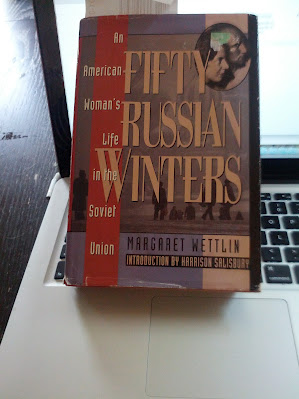 An
American
Woman's
Life
in the
Soviet
Union
FIFTY
RUSSIAN
WINTERS
MARGARET WETTLIN
INTRODUCTION BY HARRISON SALISBURY